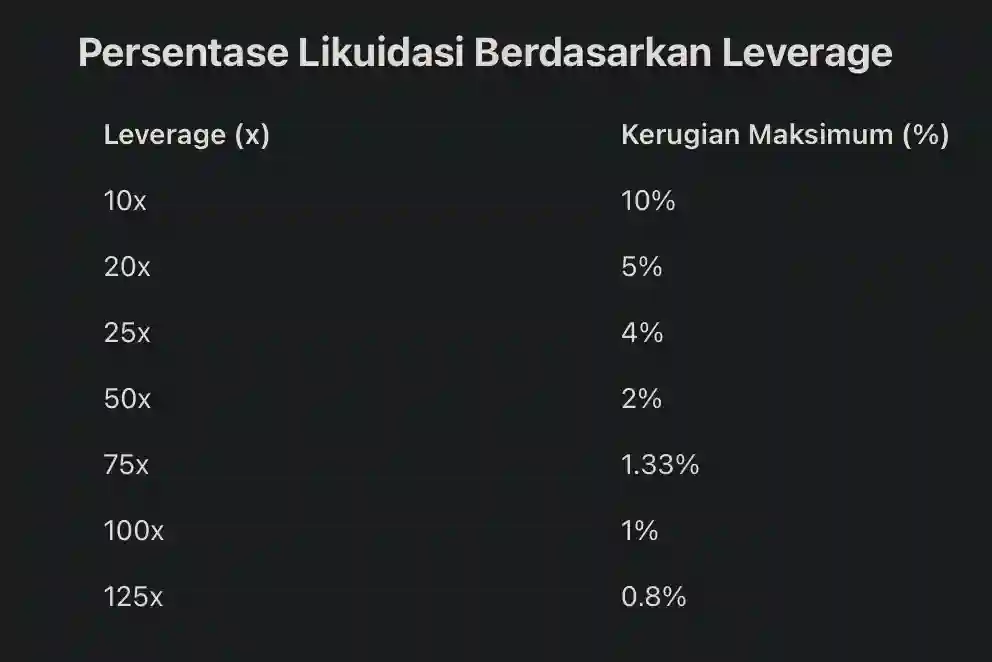 Persentase Likuidasi Berdasarkan Leverage
Leverage (x) Kerugian Maksimum (%)
10x 10%
20x 5%
25x 4%
50x 2%
75x 1.33%
100x 1%
125x 0.8%